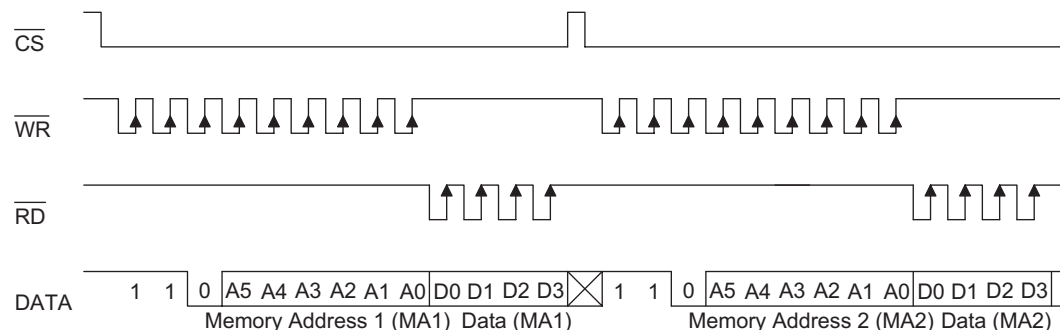 CS
WR
RD
DATA 1 1 0 A5 A4 A3 A2 A1 A0 D0 D1 D2 D3 1 1 0 A5 A4 A3 A2 A1 A0 D0 D1 D2 D3
Memory Address 1 (MA1) Data (MA1) Memory Address 2 (MA2) Data (MA2)